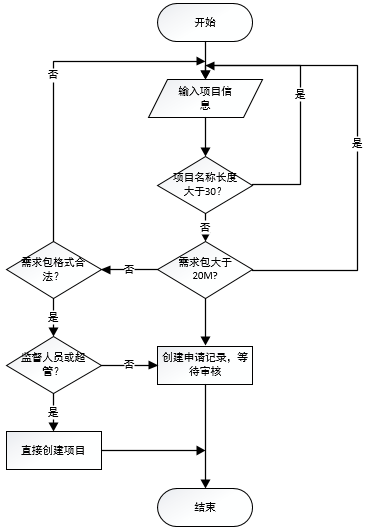 开始
否
输入项目信
息
是
是
项目名称长度
大于30?
否
需求包格式合
法?
否
需求包大于
20M?
是
监督人员或超
管?
否
创建申请记录，等
待审核
是
直接创建项目
结束